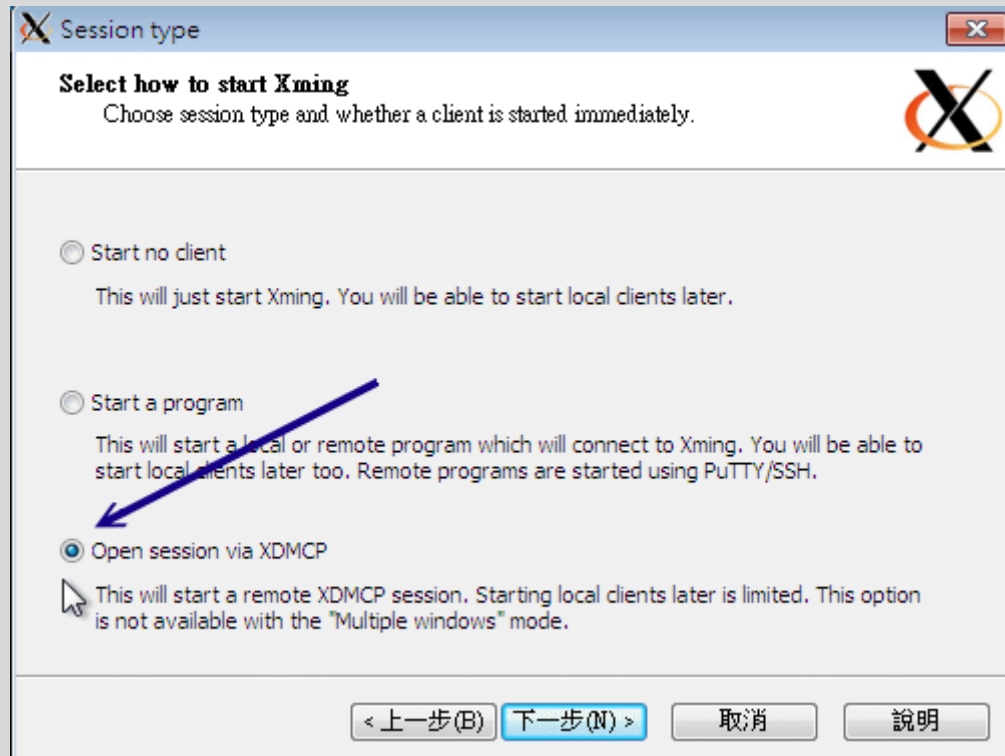 Session type
Select how to start Xming
Choose session type and whether a client is started immediately.
Start no client
This will just start Xming. You will be able to start local clients later.
Start a program
This will start a local or remote program which will connect to Xming. You will be able to
start local clients later too. Remote programs are started using PuTTY/SSH.
Open session via XDMCP
This will start a remote XDMCP session. Starting local clients later is limited. This option
is not available with the "Multiple windows" mode.
<上一步(B) 下一步(N)> 取消 說明